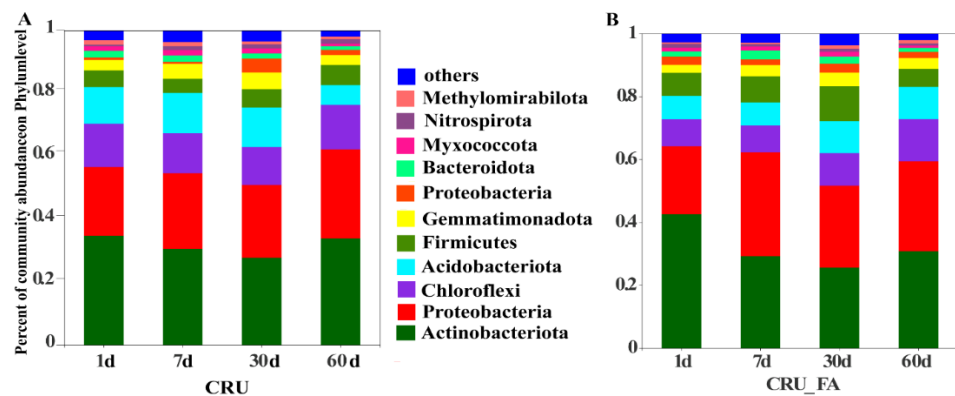 A
Percent of community abundanceon Phylumlevel
1
0.8
0.6
0.4
0.2
0
1d 7d 30d 60d
CRU
others
Methylomirabilota
Nitrospirota
Myxococcota
Bacteroidota
Proteobacteria
Gemmatimonadota
Firmicutes
Acidobacteriota
Chloroflexi
Proteobacteria
Actinobacteriota
B
1
0.8
0.6
0.4
0.2
0
1d 7d 30d 60d
CRU_FA